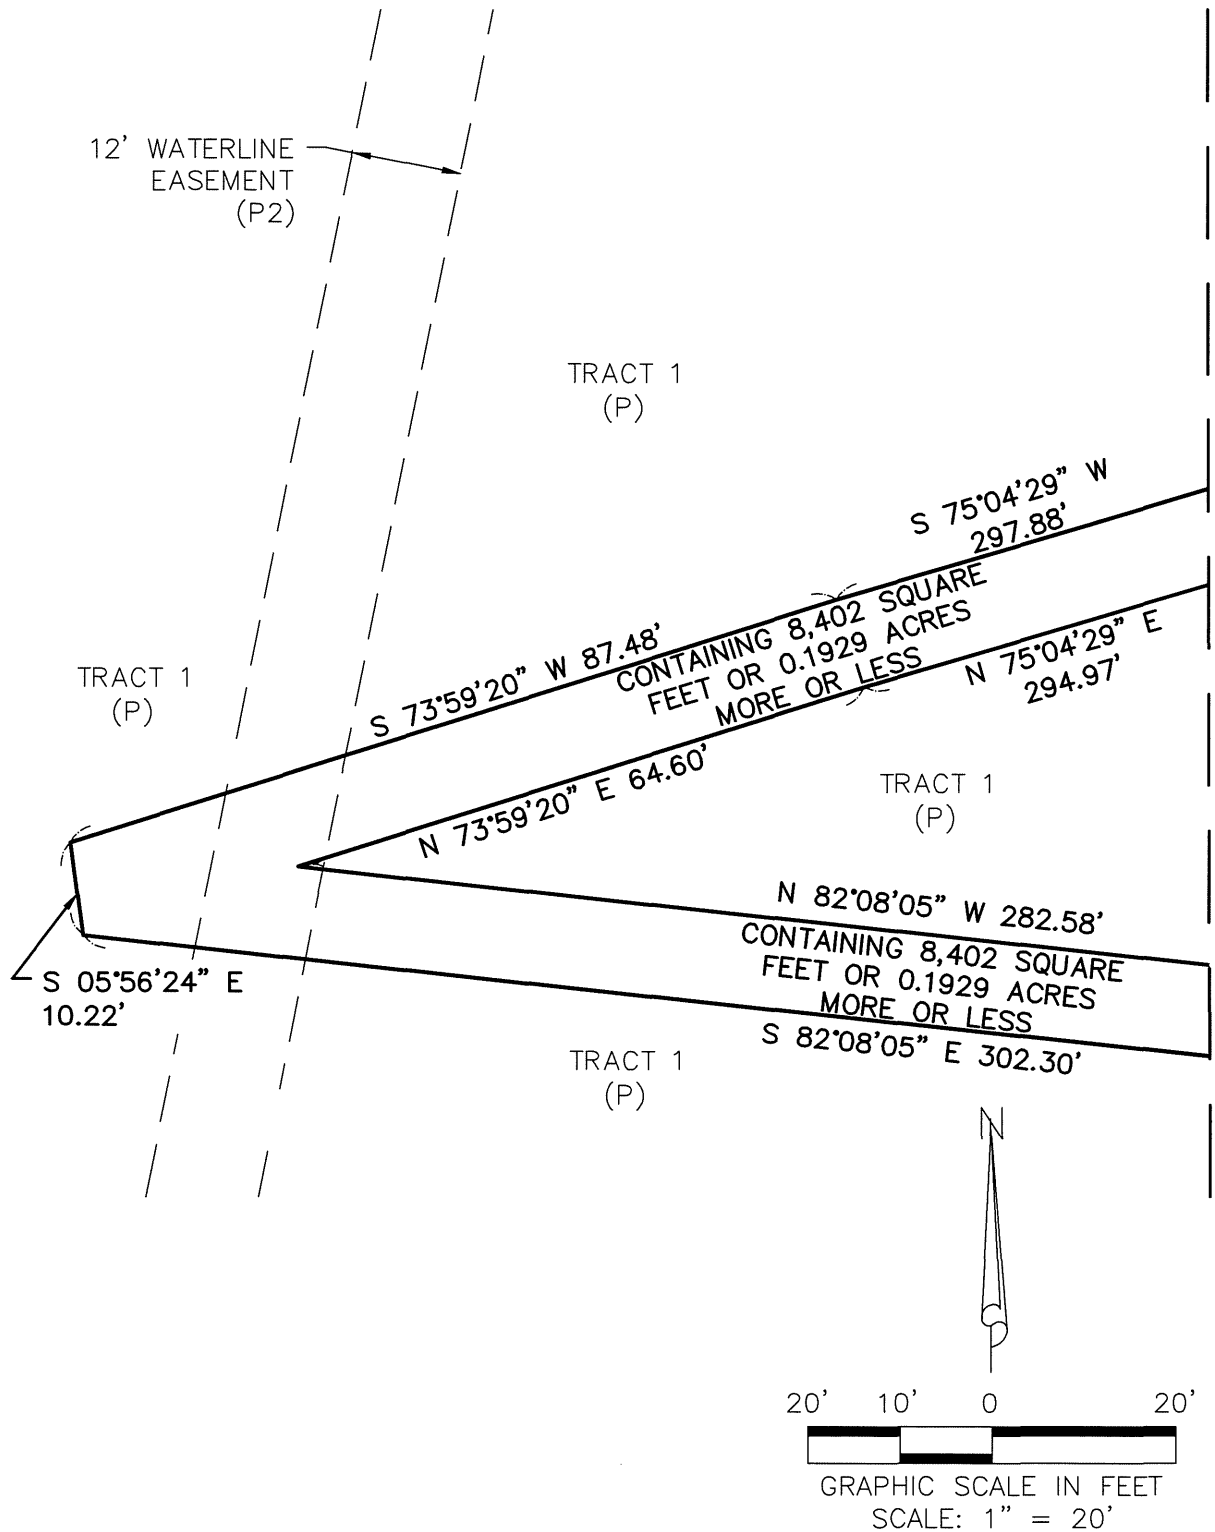 12' WATERLINE
EASEMENT
(P2)
TRACT 1
(P)
S 75°04'29" W
297.88'
S 73°59'20" W 87.48'
CONTAINING 8,402 SQUARE
FEET OR 0.1929 ACRES
MORE OR LESS
N 75°04'29" E
294.97'
TRACT 1
(P)
N 73°59'20" E 64.60'
TRACT 1
(P)
N 82°08'05" W 282.58'
CONTAINING 8,402 SQUARE
FEET OR 0.1929 ACRES
MORE OR LESS
S 82°08'05" E 302.30'
S 05°56'24" E
10.22'
TRACT 1
(P)
N
20' 10' 0 20'
GRAPHIC SCALE IN FEET
SCALE: 1" = 20'